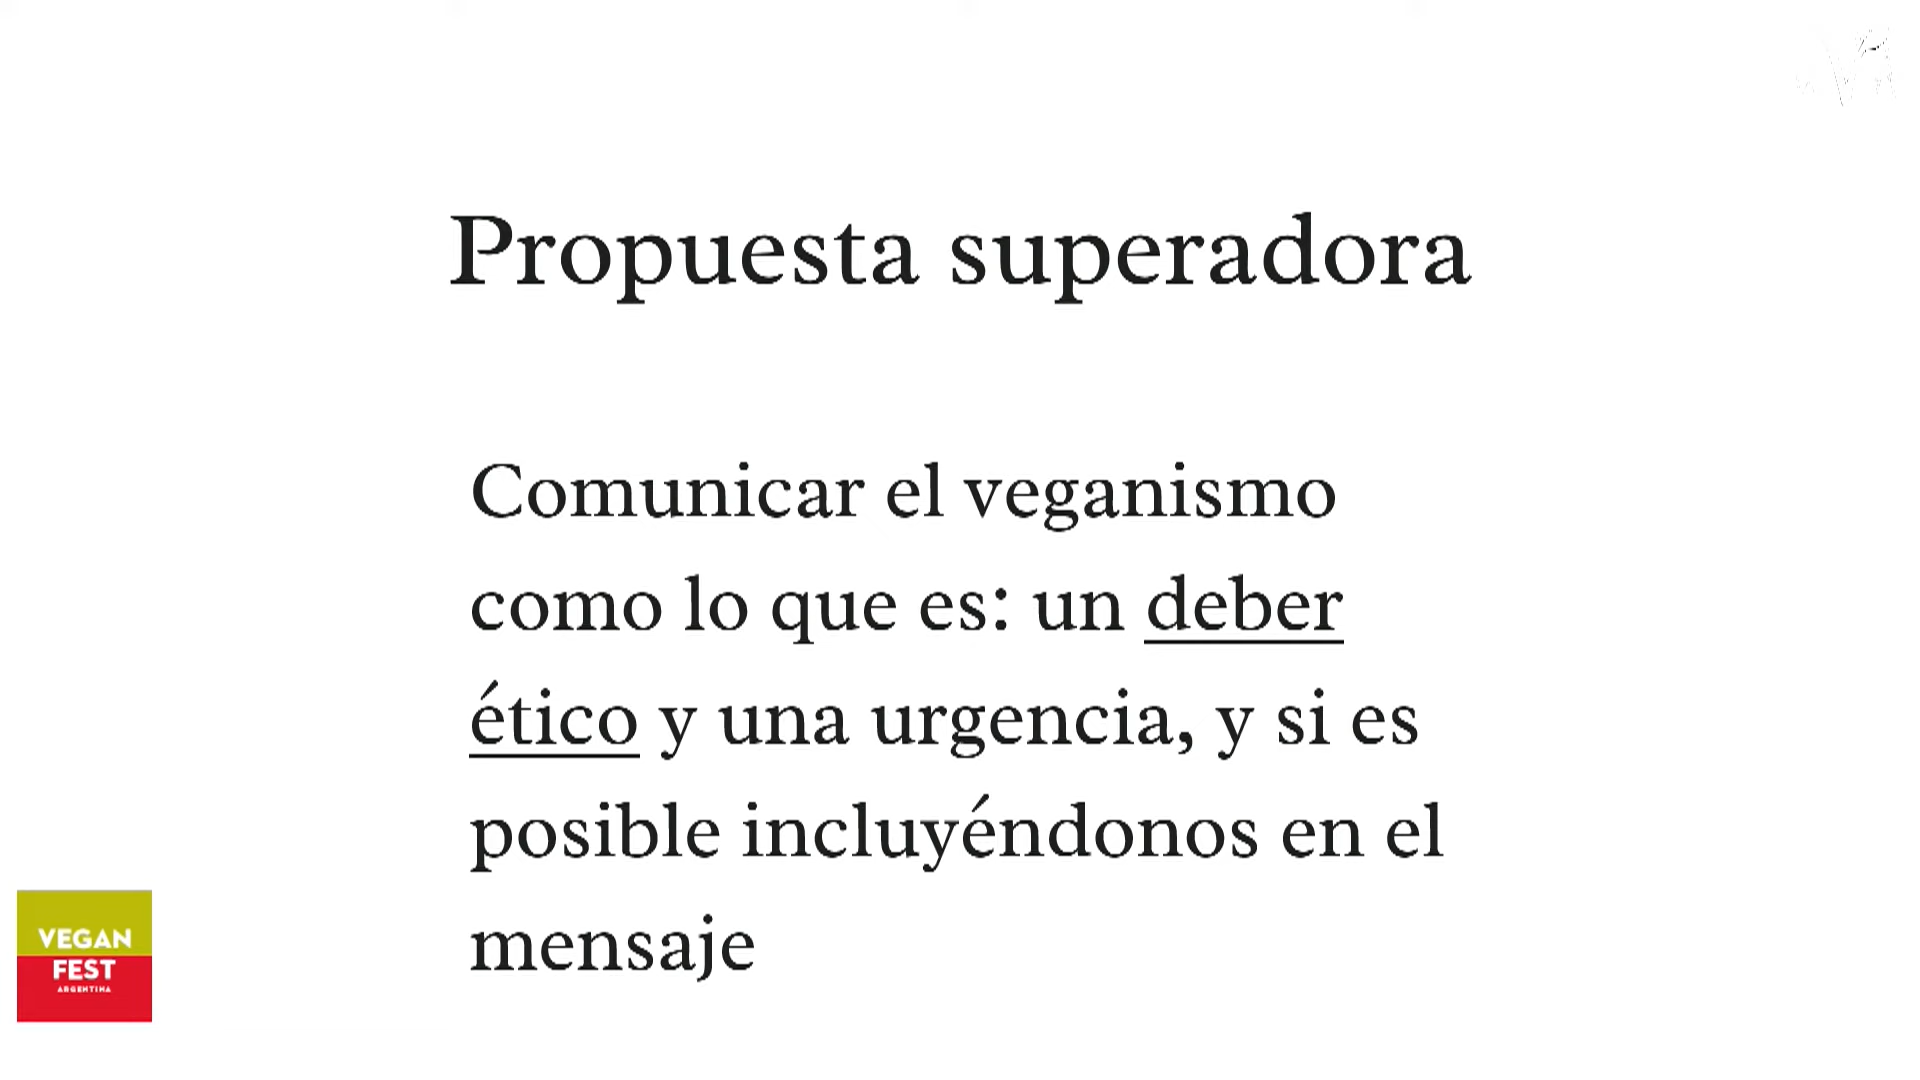 Propuesta superadora
Comunicar el veganismo
como lo que es: un deber
ético y una urgencia, y si es
posible incluyéndonos en el
mensaje
VEGAN
FEST
ARGENTINA